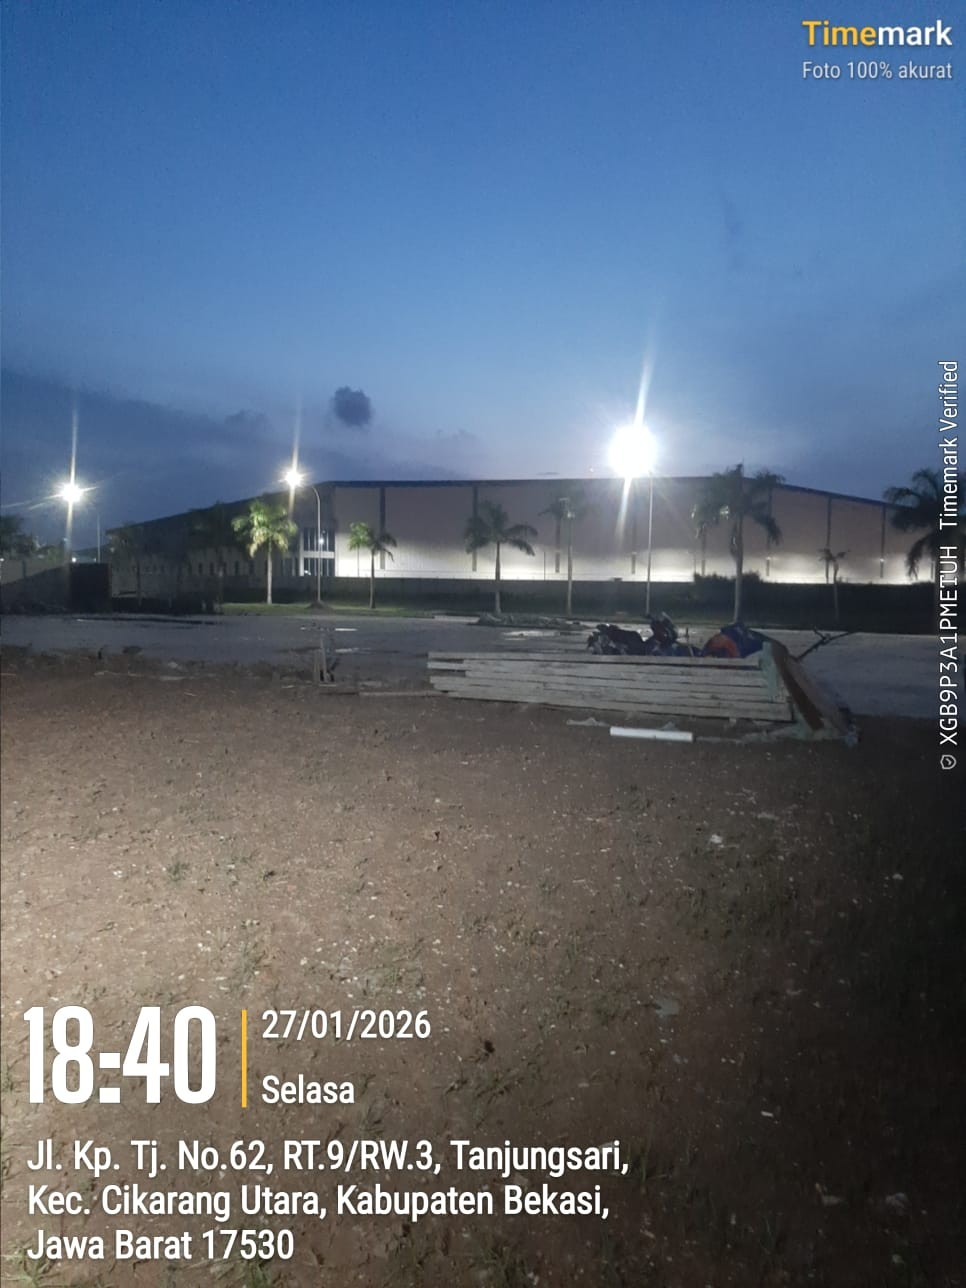 Timemark
Foto 100% akurat
XGB9P3A1PMETUH Timemark Verified
18:40
27/01/2026
Selasa
Jl. Kp. Tj. No.62, RT.9/RW.3, Tanjungsari,
Kec. Cikarang Utara, Kabupaten Bekasi,
Jawa Barat 17530